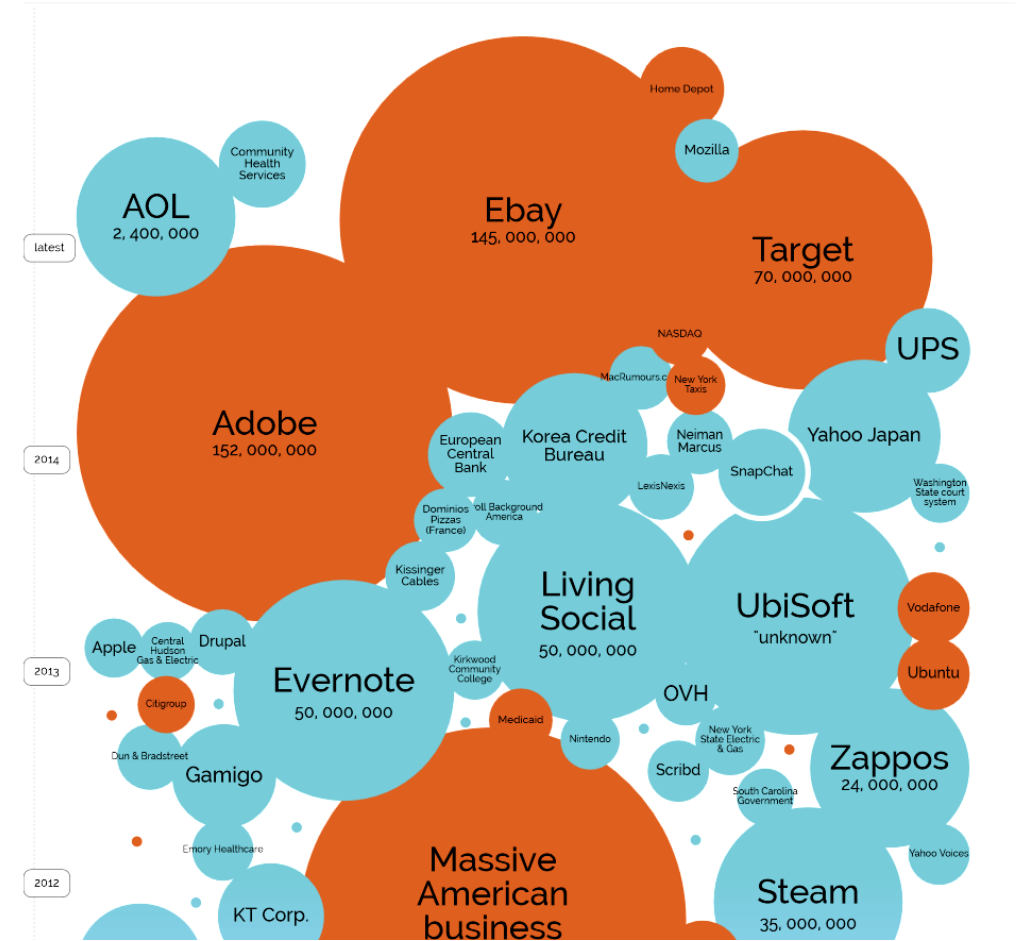 Home Depot
Community
Health
Services
Mozilla
AOL
2, 400, 000
Ebay
145, 000, 000
latest
Target
70, 000, 000
NASDAQ
UPS
MacRumours.c
New York
Taxis
Adobe
152, 000, 000
European
Central
Bank
Korea Credit
Bureau
Neiman
Marcus
Yahoo Japan
2014
SnapChat
LexisNexis
Washington
State court
system
Dominios
Pizzas
(France)
oll Background
America
Kissinger
Cables
Living
Social
50, 000, 000
UbiSoft
"unknown"
Vodafone
Apple
Central
Hudson
Gas & Electric
Drupal
2013
Kirkwood
Community
College
Ubuntu
Evernote
50, 000, 000
OVH
Citigroup
Medicaid
Nintendo
New York
State Electric
& Gas
Dun & Bradstreet
Gamigo
Scribd
Zappos
24, 000, 000
South Carolina
Government
Emory Healthcare
Yahoo Voices
Massive
American
business
2012
Steam
35, 000, 000
KT Corp.